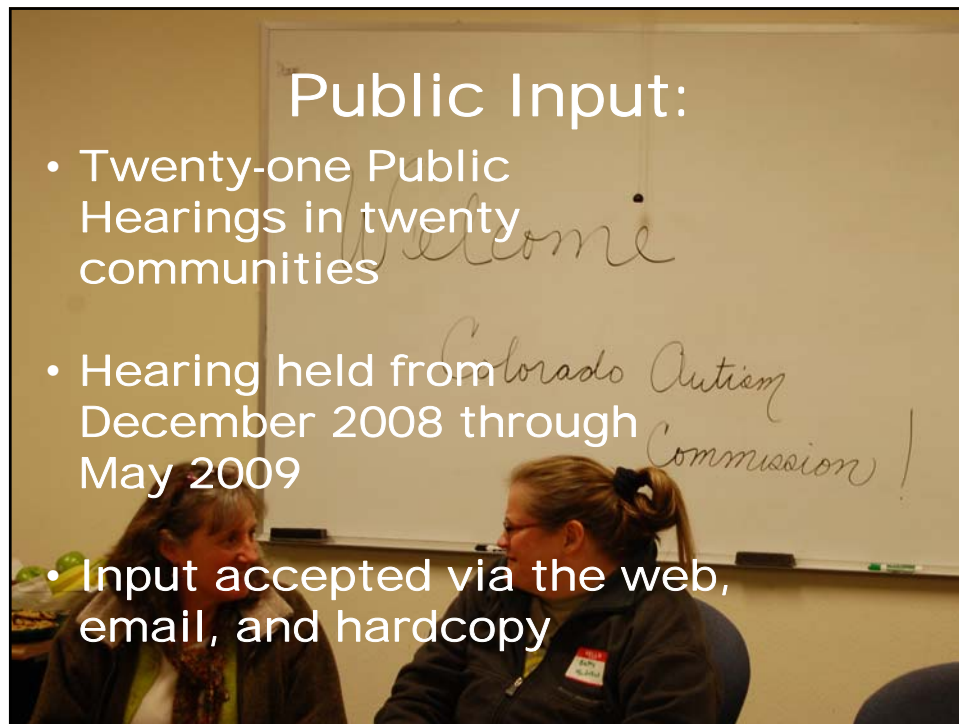 Public Input:
• Twenty-one Public
Hearings in twenty
communities
• Hearing held from
December 2008 through
May 2009
• Input accepted via the web,
email, and hardcopy
Welcome
Colorado Autism
Commission!